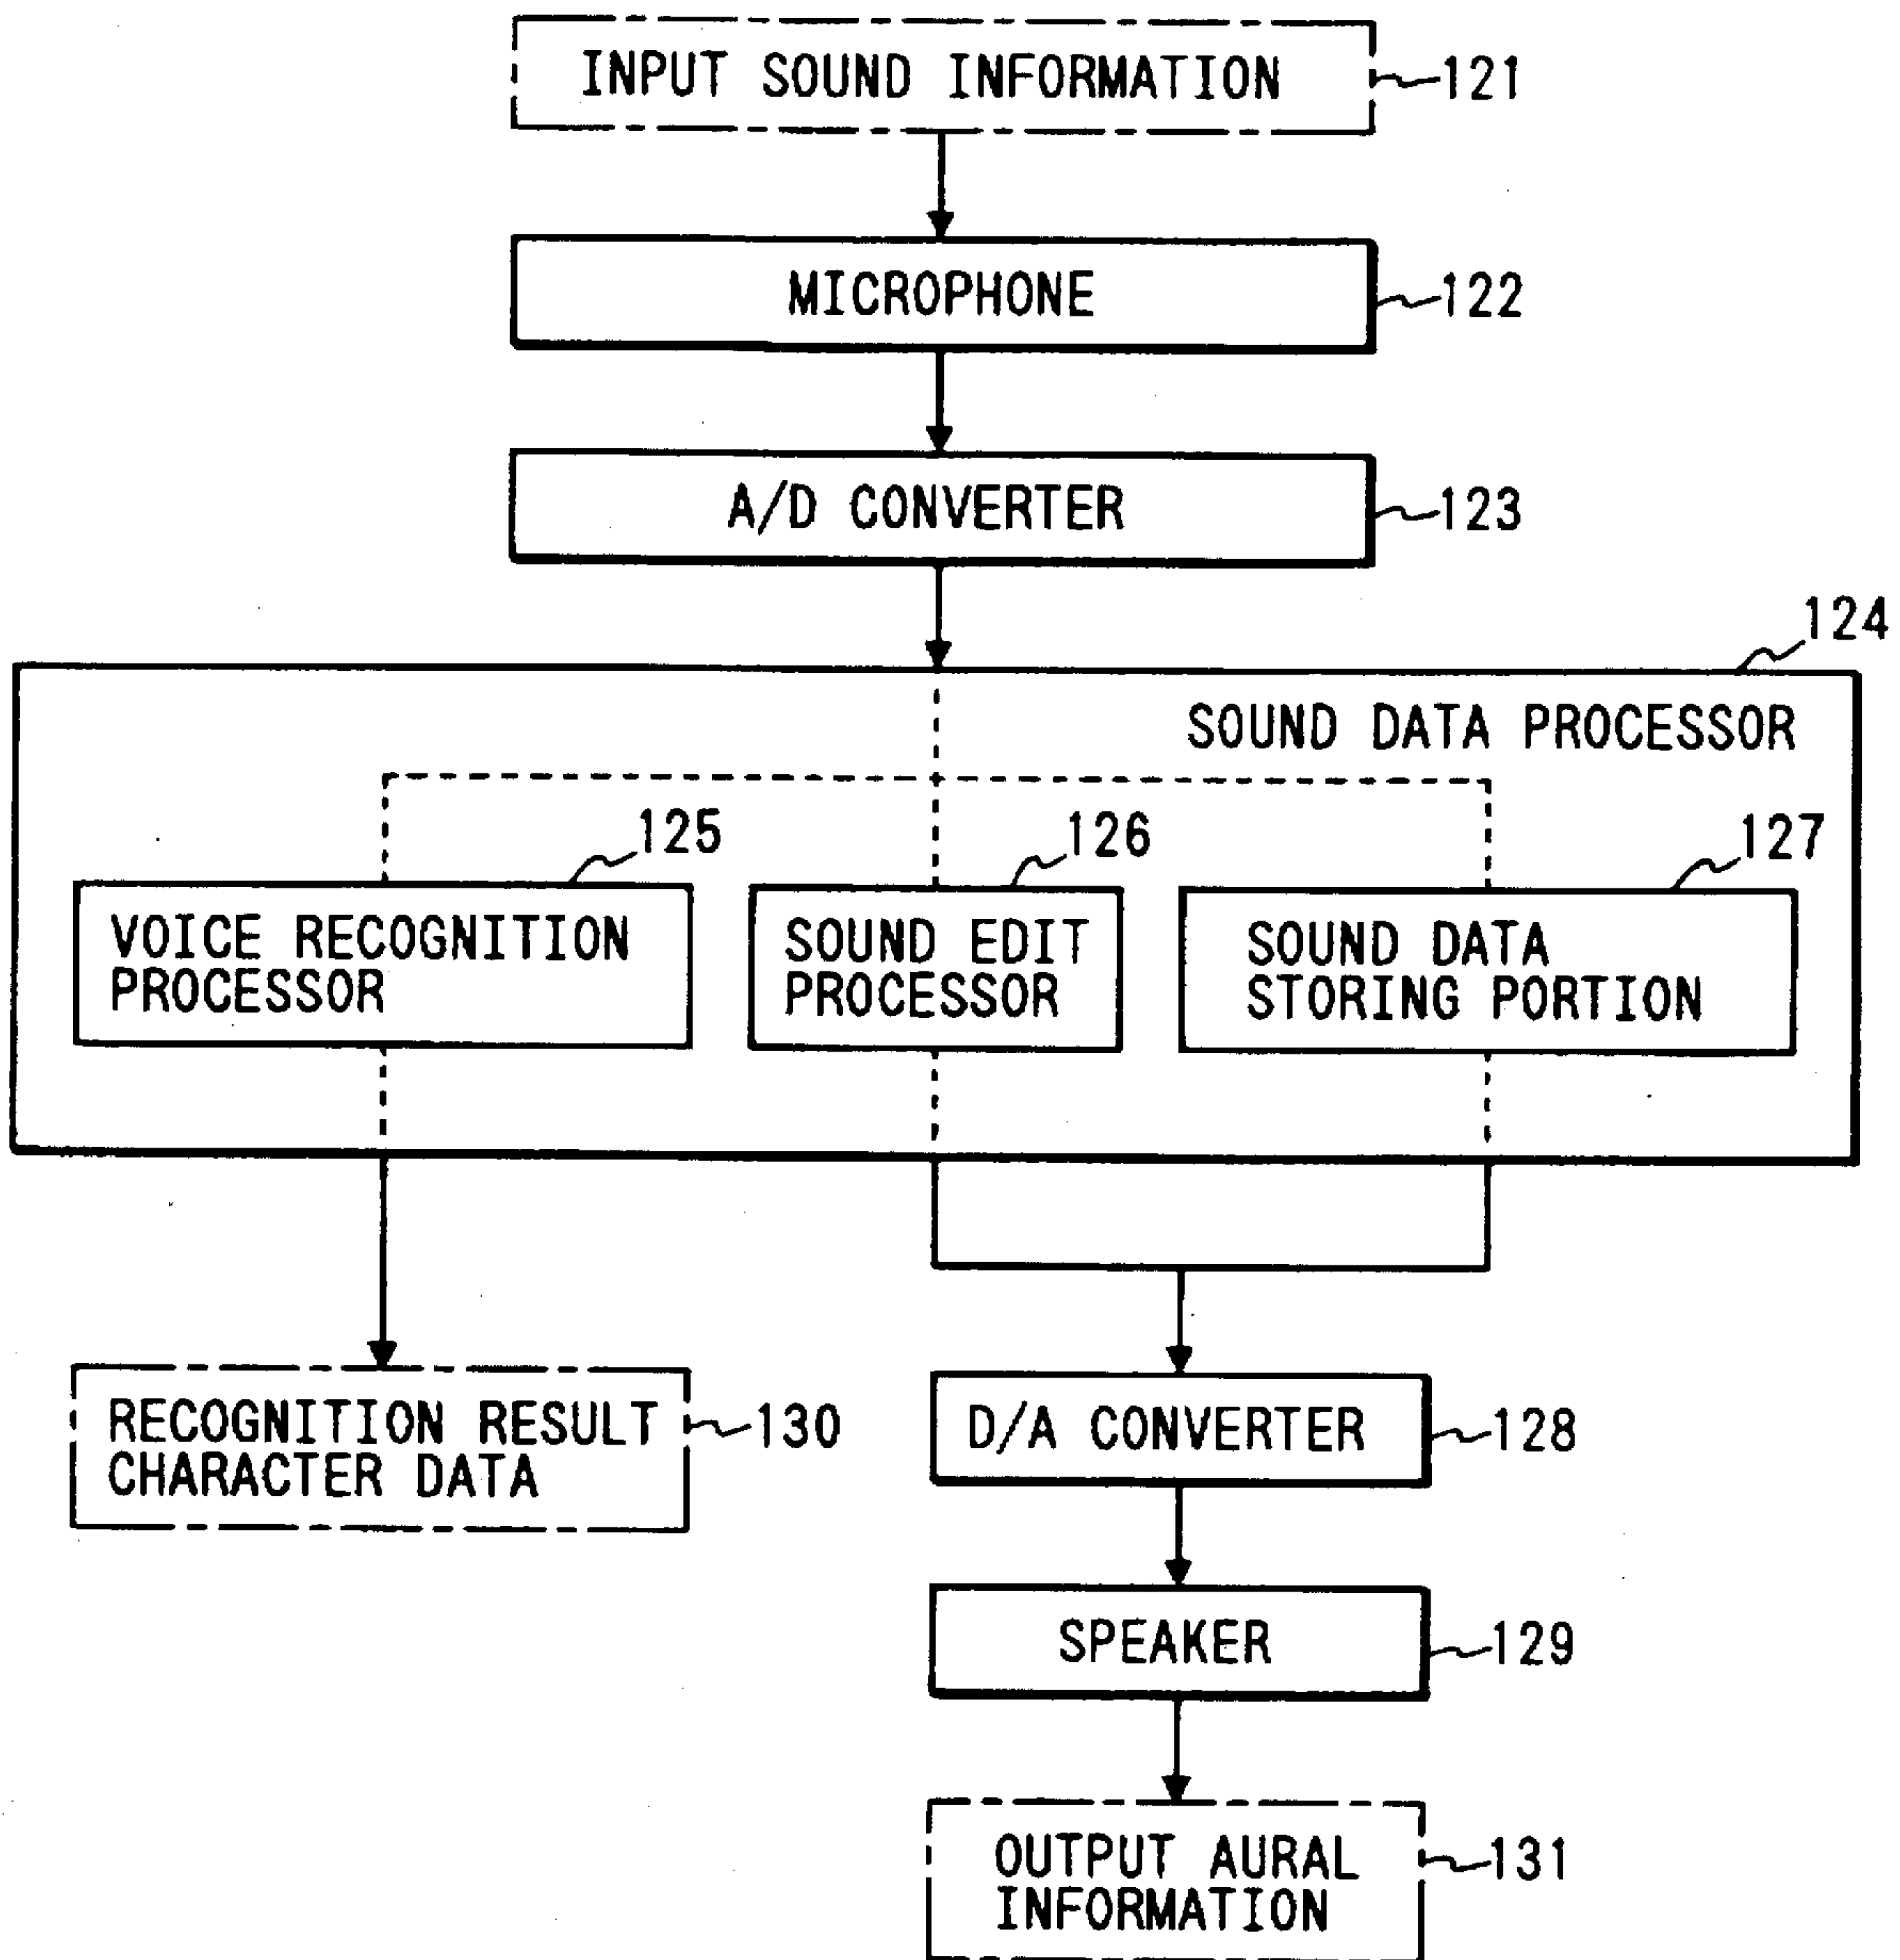 INPUT SOUND INFORMATION
121
MICROPHONE
122
A/D CONVERTER
123
124
SOUND DATA PROCESSOR
125
126
127
VOICE RECOGNITION
PROCESSOR
SOUND EDIT
PROCESSOR
SOUND DATA
STORING PORTION
RECOGNITION RESULT
CHARACTER DATA
130
D/A CONVERTER
128
SPEAKER
129
OUTPUT AURAL
INFORMATION
131